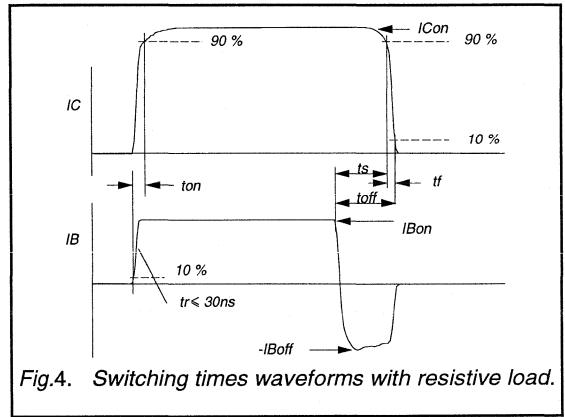 ICon
90 %
90 %
IC
10 %
ts
ton
tf
toff
IB
IBon
10 %
tr≤ 30ns
-IBoff
Fig.4. Switching times waveforms with resistive load.